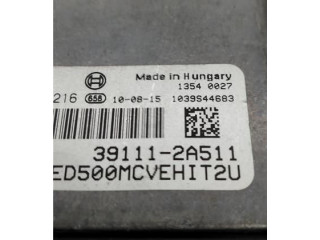 Made in Hungary
1354 0027
216 658 10-08-15 1039S44683
39111-2A511
ED500MCVEHIT2U